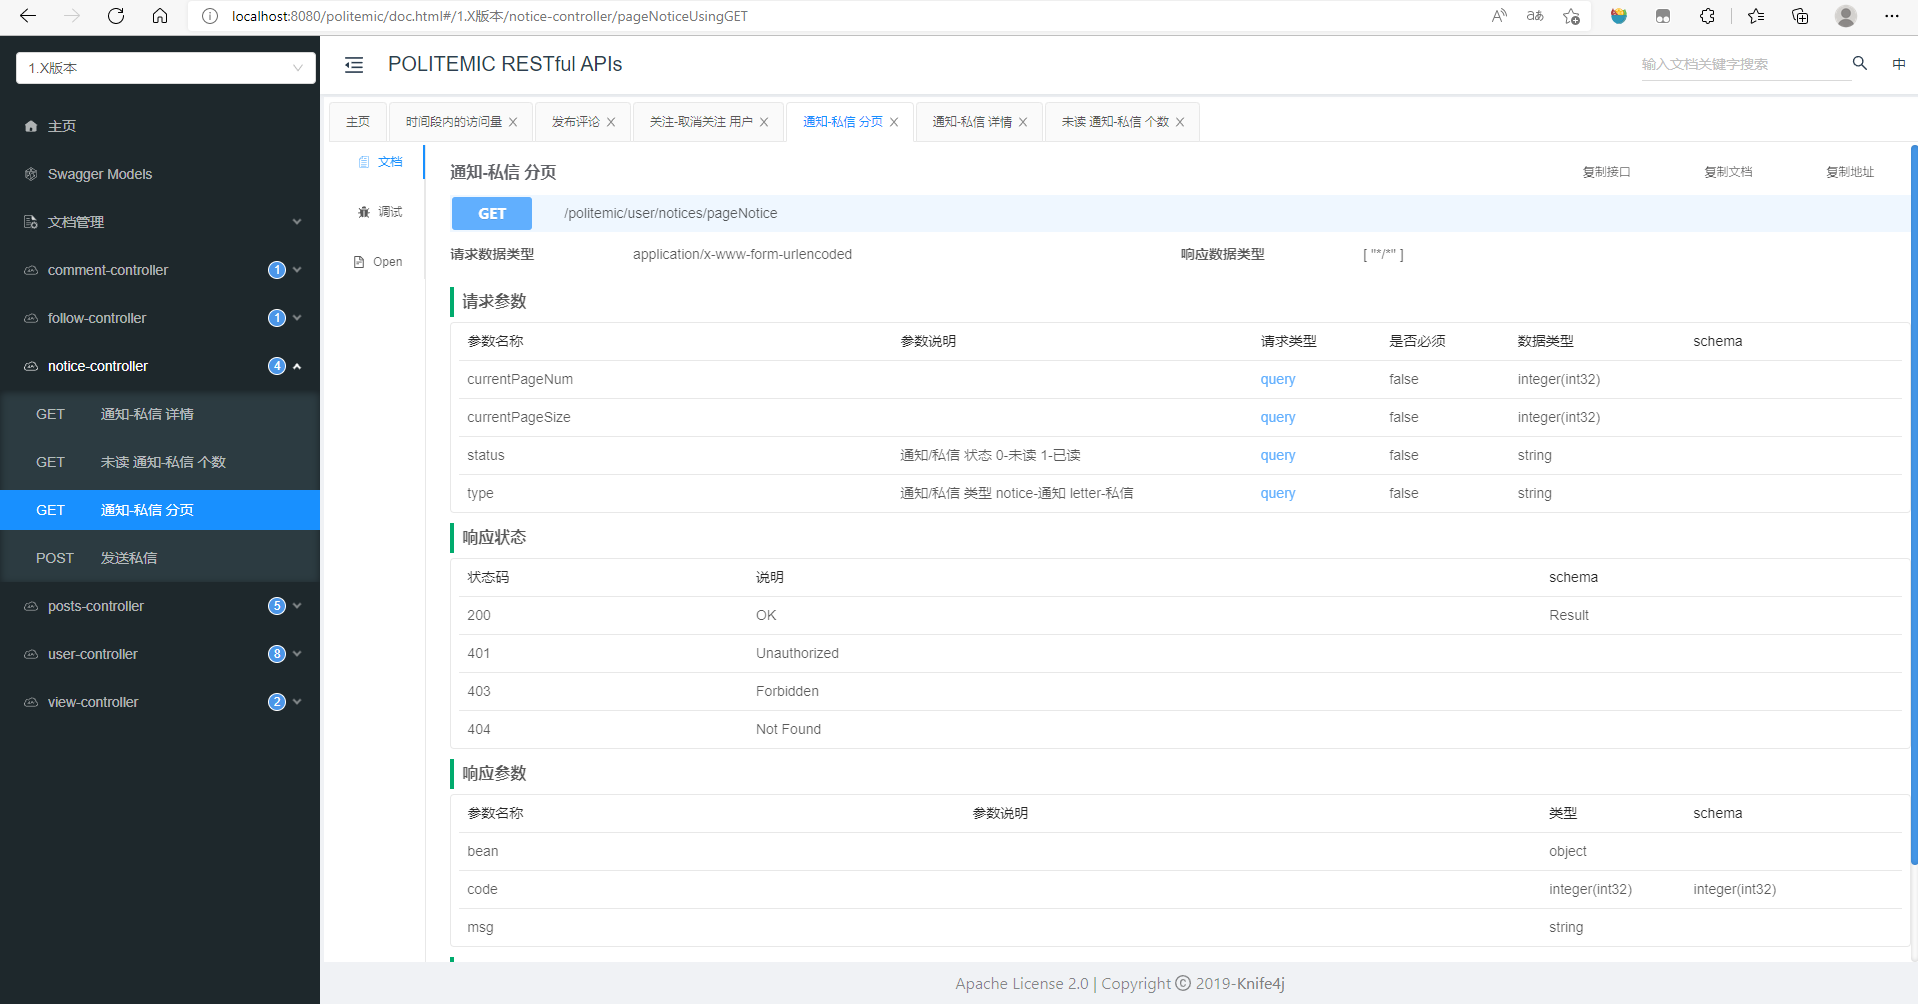 localhost:8080/politemic/doc.html#/1.X版本/notice-controller/pageNoticeUsingGET
1.X版本
POLITEMIC RESTful APIs
输入文档关键字搜索
中
主页
Swagger Models
文档管理
comment-controller 1
follow-controller 1
notice-controller 4
GET 通知-私信 详情
GET 未读 通知-私信 个数
GET 通知-私信 分页
POST 发送私信
posts-controller 5
user-controller 8
view-controller 2
主页 时间段内的访问量 发布评论 关注-取消关注 用户 通知-私信 分页 通知-私信 详情 未读 通知-私信 个数
文档
调试
Open
通知-私信 分页 复制接口 复制文档 复制地址
GET /politemic/user/notices/pageNotice
请求数据类型 application/x-www-form-urlencoded 响应数据类型 [ "*/*" ]
请求参数
参数名称 参数说明 请求类型 是否必须 数据类型 schema
currentPageNum query false integer(int32)
currentPageSize query false integer(int32)
status 通知/私信 状态 0-未读 1-已读 query false string
type 通知/私信 类型 notice-通知 letter-私信 query false string
响应状态
状态码 说明 schema
200 OK Result
401 Unauthorized
403 Forbidden
404 Not Found
响应参数
参数名称 参数说明 类型 schema
bean object
code integer(int32) integer(int32)
msg string
Apache License 2.0 | Copyright © 2019-Knife4j